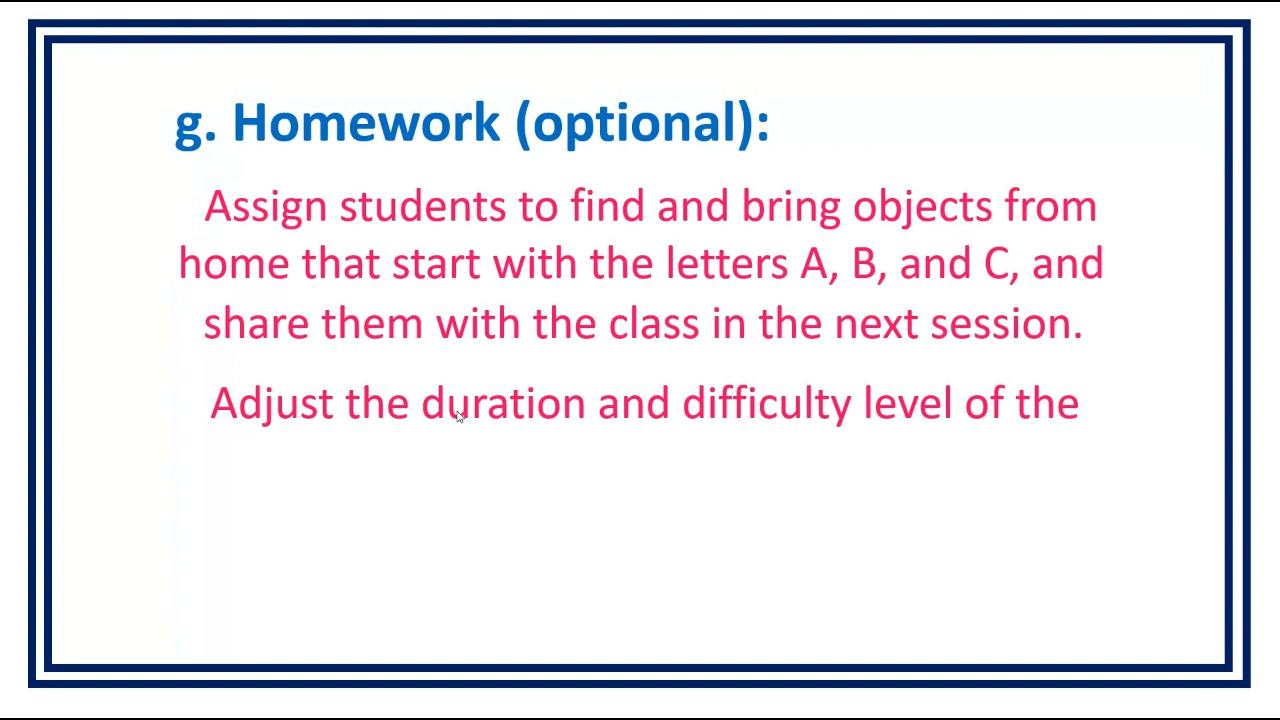 g. Homework (optional):
Assign students to find and bring objects from
home that start with the letters A, B, and C, and
share them with the class in the next session.
Adjust the duration and difficulty level of the